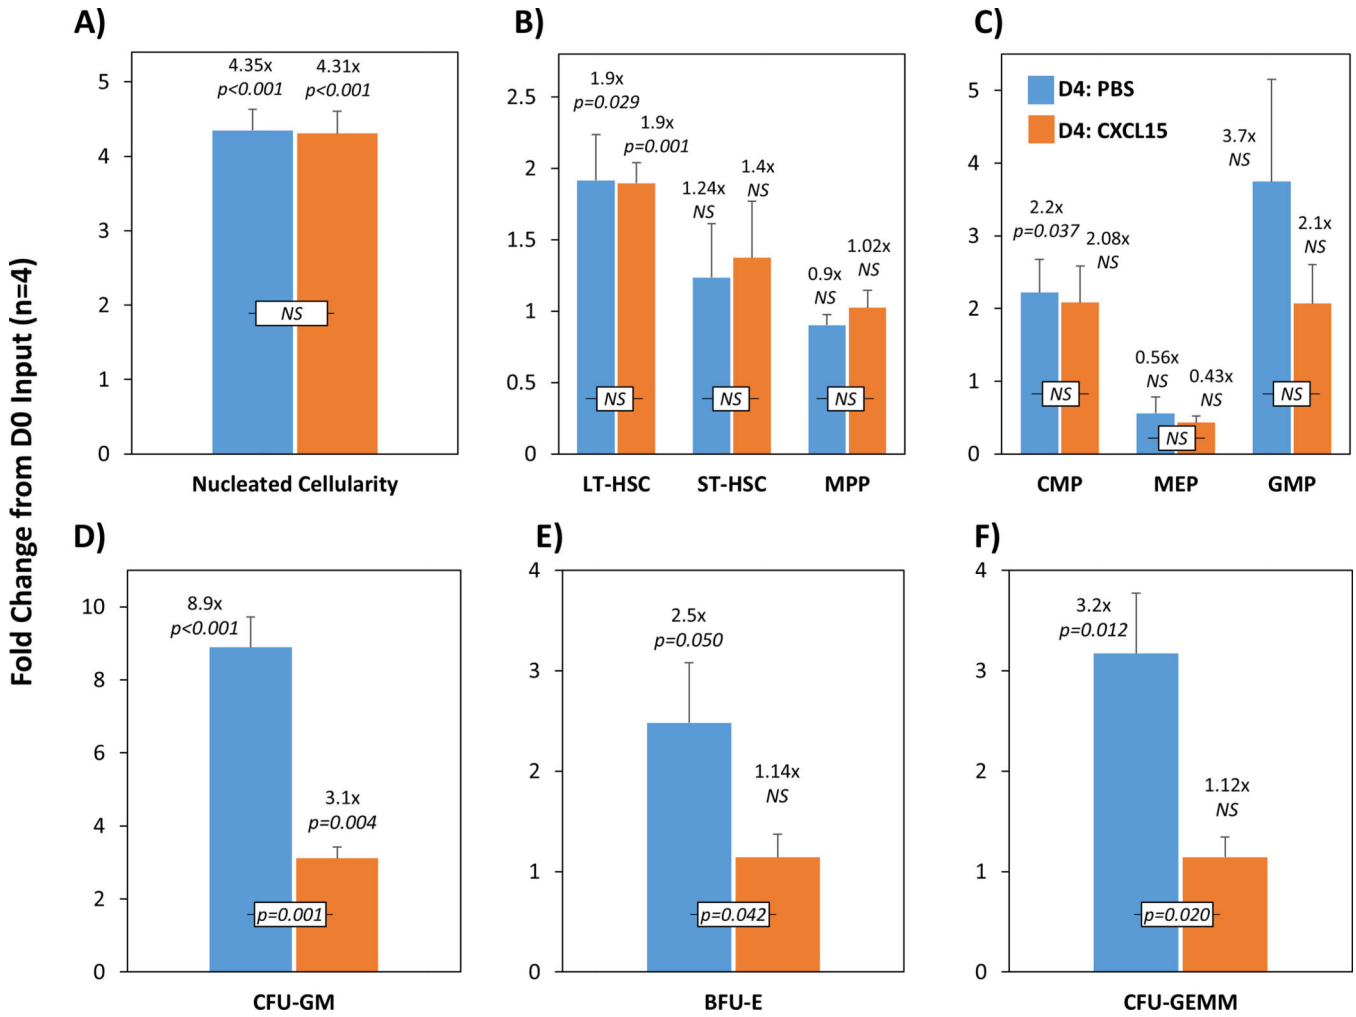 Fold Change from D0 Input (n=4)
A)
5
4
3
2
1
0
4.35x
p<0.001
4.31x
p<0.001
NS
Nucleated Cellularity
B)
2.5
2
1.5
1
0.5
0
1.9x
p=0.029
1.9x
p=0.001
1.24x
NS
1.4x
NS
0.9x
NS
1.02x
NS
NS
NS
NS
LT-HSC
ST-HSC
MPP
C)
D4: PBS
D4: CXCL15
5
4
3
2
1
0
2.2x
p=0.037
2.08x
NS
0.56x
NS
0.43x
NS
3.7x
NS
2.1x
NS
NS
NS
NS
CMP
MEP
GMP
D)
10
8
6
4
2
0
8.9x
p<0.001
3.1x
p=0.004
p=0.001
CFU-GM
E)
4
3
2
1
0
2.5x
p=0.050
1.14x
NS
p=0.042
BFU-E
F)
4
3
2
1
0
3.2x
p=0.012
1.12x
NS
p=0.020
CFU-GEMM